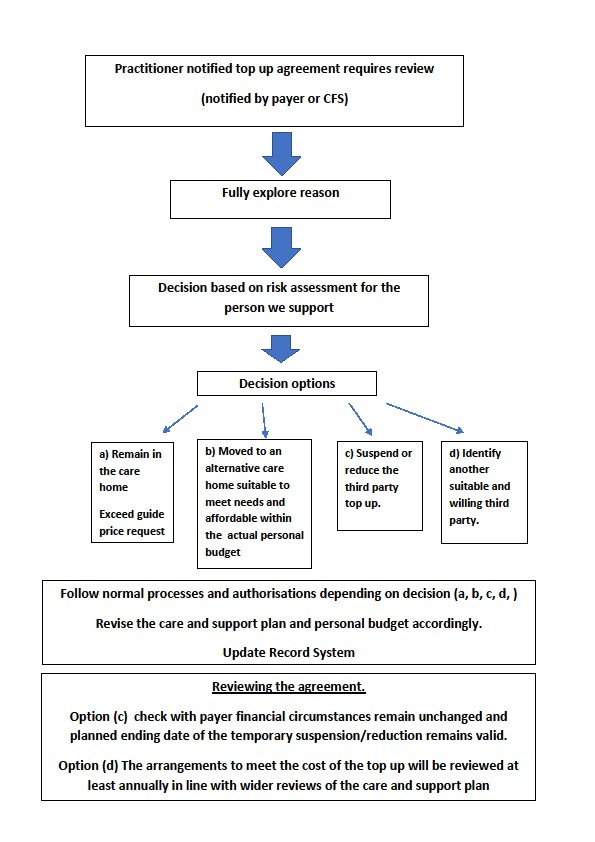 Practitioner notified top up agreement requires review
(notified by payer or CFS)
Fully explore reason
Decision based on risk assessment for the
person we support
Decision options
a) Remain in
the care
home
Exceed guide
price request
b) Moved to an
alternative care
home suitable to
meet needs and
affordable within
the actual personal
budget
c) Suspend or
reduce the
third party
top up.
d) Identify
another
suitable and
willing third
party.
Follow normal processes and authorisations depending on decision (a, b, c, d, )
Revise the care and support plan and personal budget accordingly.
Update Record System
Reviewing the agreement.
Option (c) check with payer financial circumstances remain unchanged and
planned ending date of the temporary suspension/reduction remains valid.
Option (d) The arrangements to meet the cost of the top up will be reviewed at
least annually in line with wider reviews of the care and support plan